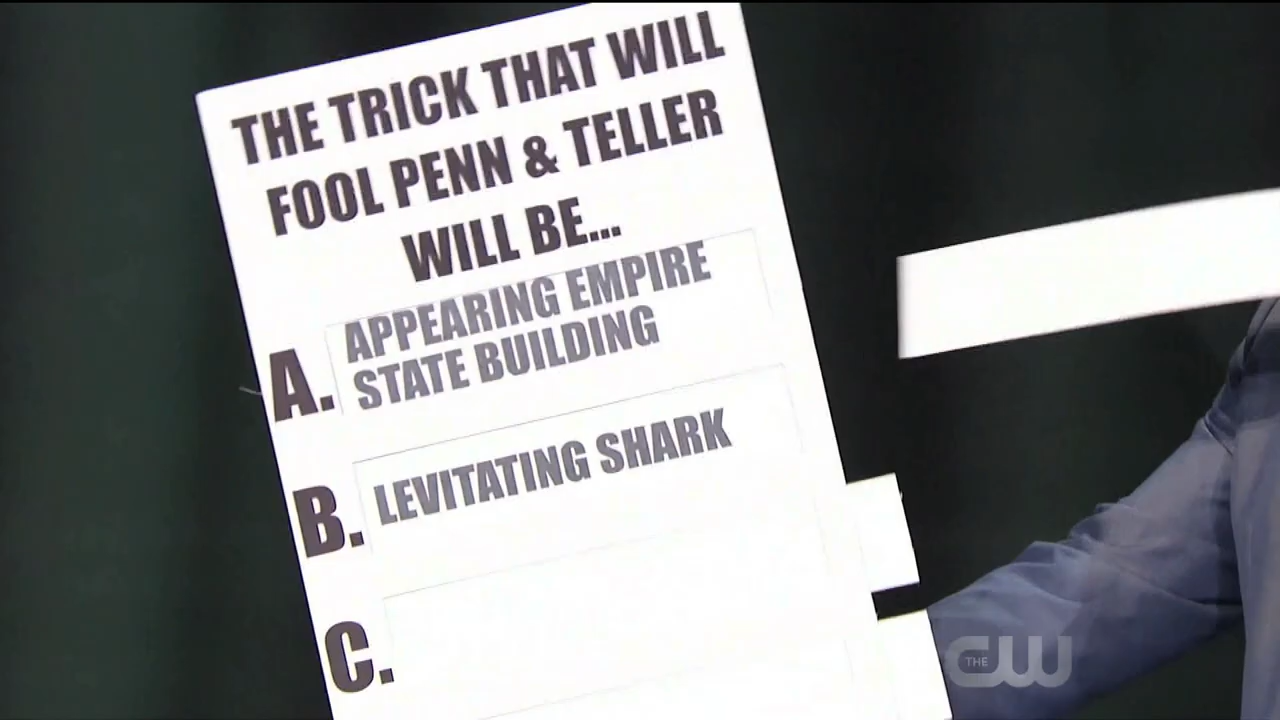 THE TRICK THAT WILL
FOOL PENN & TELLER
WILL BE...
A. APPEARING EMPIRE
STATE BUILDING
B. LEVITATING SHARK
C.
THE CW